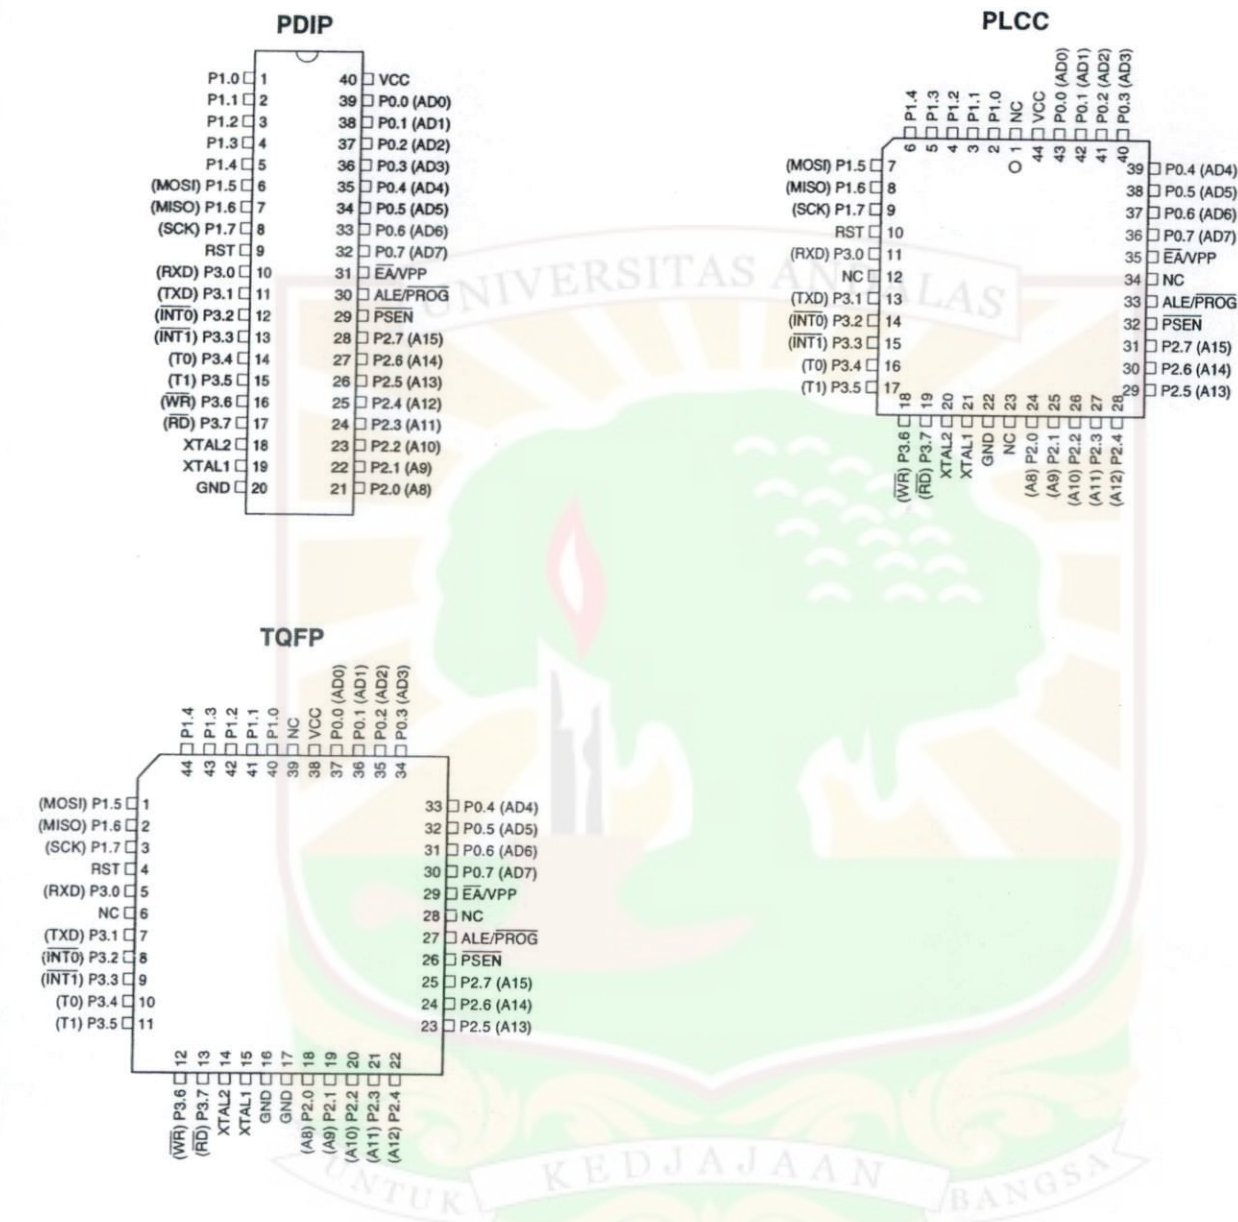 PDIP
P1.0 1 40 VCC
P1.1 2 39 P0.0 (AD0)
P1.2 3 38 P0.1 (AD1)
P1.3 4 37 P0.2 (AD2)
P1.4 5 36 P0.3 (AD3)
(MOSI) P1.5 6 35 P0.4 (AD4)
(MISO) P1.6 7 34 P0.5 (AD5)
(SCK) P1.7 8 33 P0.6 (AD6)
RST 9 32 P0.7 (AD7)
(RXD) P3.0 10 31 EA/VPP
(TXD) P3.1 11 30 ALE/PROG
(INT0) P3.2 12 29 PSEN
(INT1) P3.3 13 28 P2.7 (A15)
(T0) P3.4 14 27 P2.6 (A14)
(T1) P3.5 15 26 P2.5 (A13)
(WR) P3.6 16 25 P2.4 (A12)
(RD) P3.7 17 24 P2.3 (A11)
XTAL2 18 23 P2.2 (A10)
XTAL1 19 22 P2.1 (A9)
GND 20 21 P2.0 (A8)
PLCC
P1.4 P1.3 P1.2 P1.1 P1.0 NC VCC P0.0 (AD0) P0.1 (AD1) P0.2 (AD2) P0.3 (AD3)
6 5 4 3 2 1 44 43 42 41 40
(MOSI) P1.5 7 39 P0.4 (AD4)
(MISO) P1.6 8 38 P0.5 (AD5)
(SCK) P1.7 9 37 P0.6 (AD6)
RST 10 36 P0.7 (AD7)
(RXD) P3.0 11 35 EA/VPP
NC 12 34 NC
(TXD) P3.1 13 33 ALE/PROG
(INT0) P3.2 14 32 PSEN
(INT1) P3.3 15 31 P2.7 (A15)
(T0) P3.4 16 30 P2.6 (A14)
(T1) P3.5 17 29 P2.5 (A13)
18 19 20 21 22 23 24 25 26 27 28
(WR) P3.6 (RD) P3.7 XTAL2 XTAL1 GND NC (A8) P2.0 (A9) P2.1 (A10) P2.2 (A11) P2.3 (A12) P2.4
UNIVERSITAS ANDALAS
TQFP
P1.4 P1.3 P1.2 P1.1 P1.0 NC VCC P0.0 (AD0) P0.1 (AD1) P0.2 (AD2) P0.3 (AD3)
44 43 42 41 40 39 38 37 36 35 34
(MOSI) P1.5 1 33 P0.4 (AD4)
(MISO) P1.6 2 32 P0.5 (AD5)
(SCK) P1.7 3 31 P0.6 (AD6)
RST 4 30 P0.7 (AD7)
(RXD) P3.0 5 29 EA/VPP
NC 6 28 NC
(TXD) P3.1 7 27 ALE/PROG
(INT0) P3.2 8 26 PSEN
(INT1) P3.3 9 25 P2.7 (A15)
(T0) P3.4 10 24 P2.6 (A14)
(T1) P3.5 11 23 P2.5 (A13)
12 13 14 15 16 17 18 19 20 21 22
(WR) P3.6 (RD) P3.7 XTAL2 XTAL1 GND GND (A8) P2.0 (A9) P2.1 (A10) P2.2 (A11) P2.3 (A12) P2.4
UNTUK KEDJAJAAN BANGSA